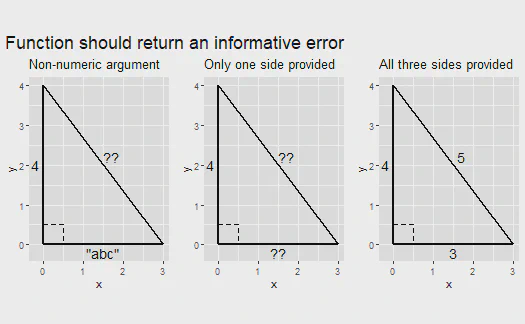 Function should return an informative error
Non-numeric argument
4
3
2
1
0
y
4
??
"abc"
0 1 2 3
x
Only one side provided
4
3
2
1
0
y
4
??
??
0 1 2 3
x
All three sides provided
4
3
2
1
0
y
4
5
3
0 1 2 3
x